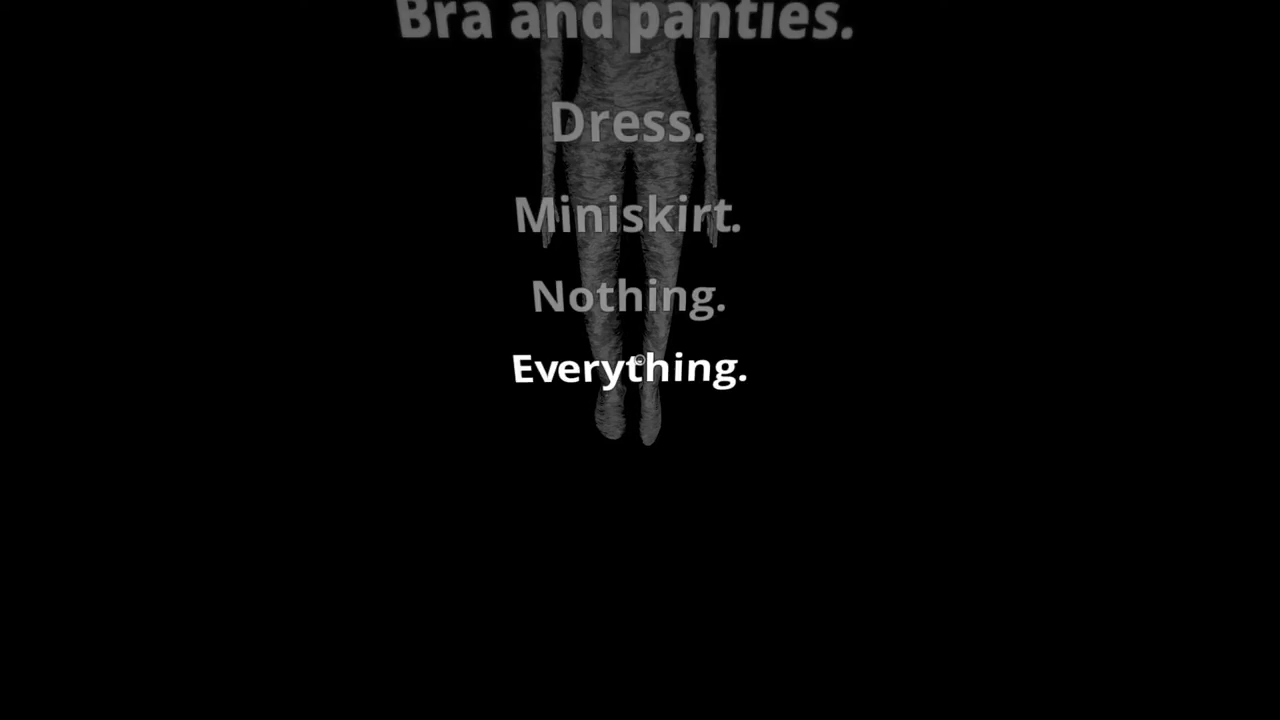 Bra and panties.
Dress.
Miniskirt.
Nothing.
Everything.